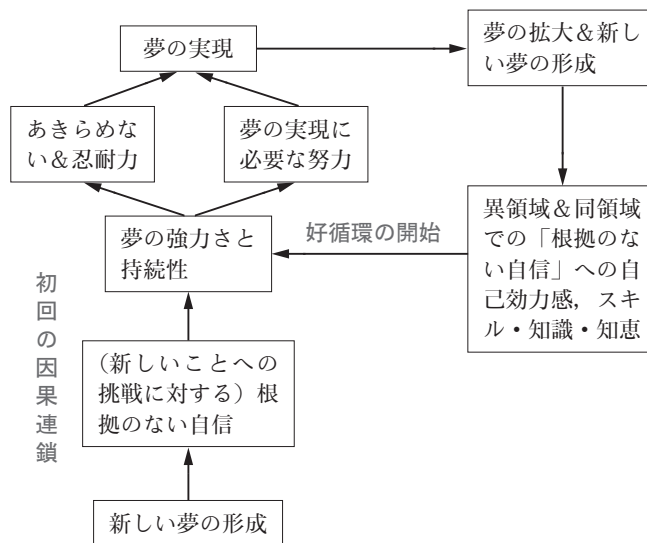 夢の実現
夢の拡大＆新し
い夢の形成
あきらめな
い＆忍耐力
夢の実現に
必要な努力
異領域＆同領域
での「根拠のな
い自信」への自
己効力感，スキ
ル・知識・知恵
好循環の開始
夢の強力さと
持続性
初回の因果連鎖
（新しいことへの
挑戦に対する）根
拠のない自信
新しい夢の形成